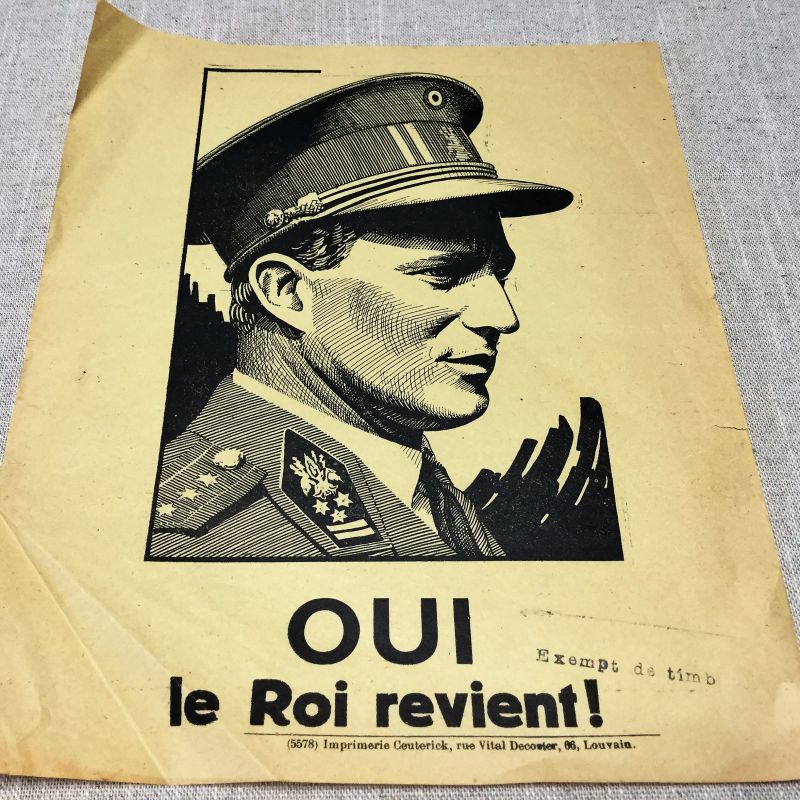 OUI
Exempt de timb
le Roi revient!
(5578) Imprimerie Ceuterick, rue Vital Decoster, 66, Louvain.